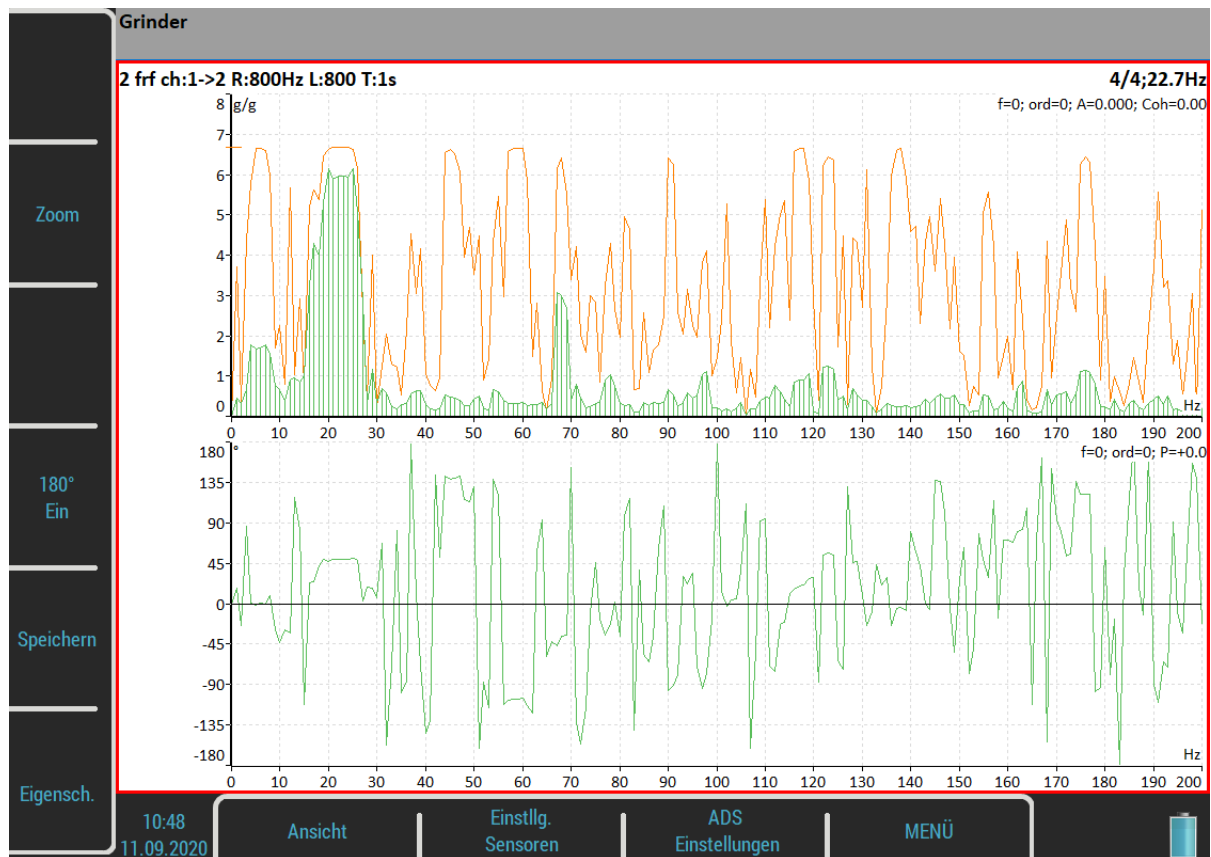 Grinder
2 frf ch:1->2 R:800Hz L:800 T:1s
4/4;22.7Hz
8 g/g
f=0; ord=0; A=0.000; Coh=0.00
7
6
5
4
3
2
1
0
Hz
0 10 20 30 40 50 60 70 80 90 100 110 120 130 140 150 160 170 180 190 200
180 °
f=0; ord=0; P=+0.0
135
90
45
0
-45
-90
-135
-180
Hz
0 10 20 30 40 50 60 70 80 90 100 110 120 130 140 150 160 170 180 190 200
Zoom
180°
Ein
Speichern
Eigensch.
10:48
11.09.2020
Ansicht
Einstllg.
Sensoren
ADS
Einstellungen
MENÜ